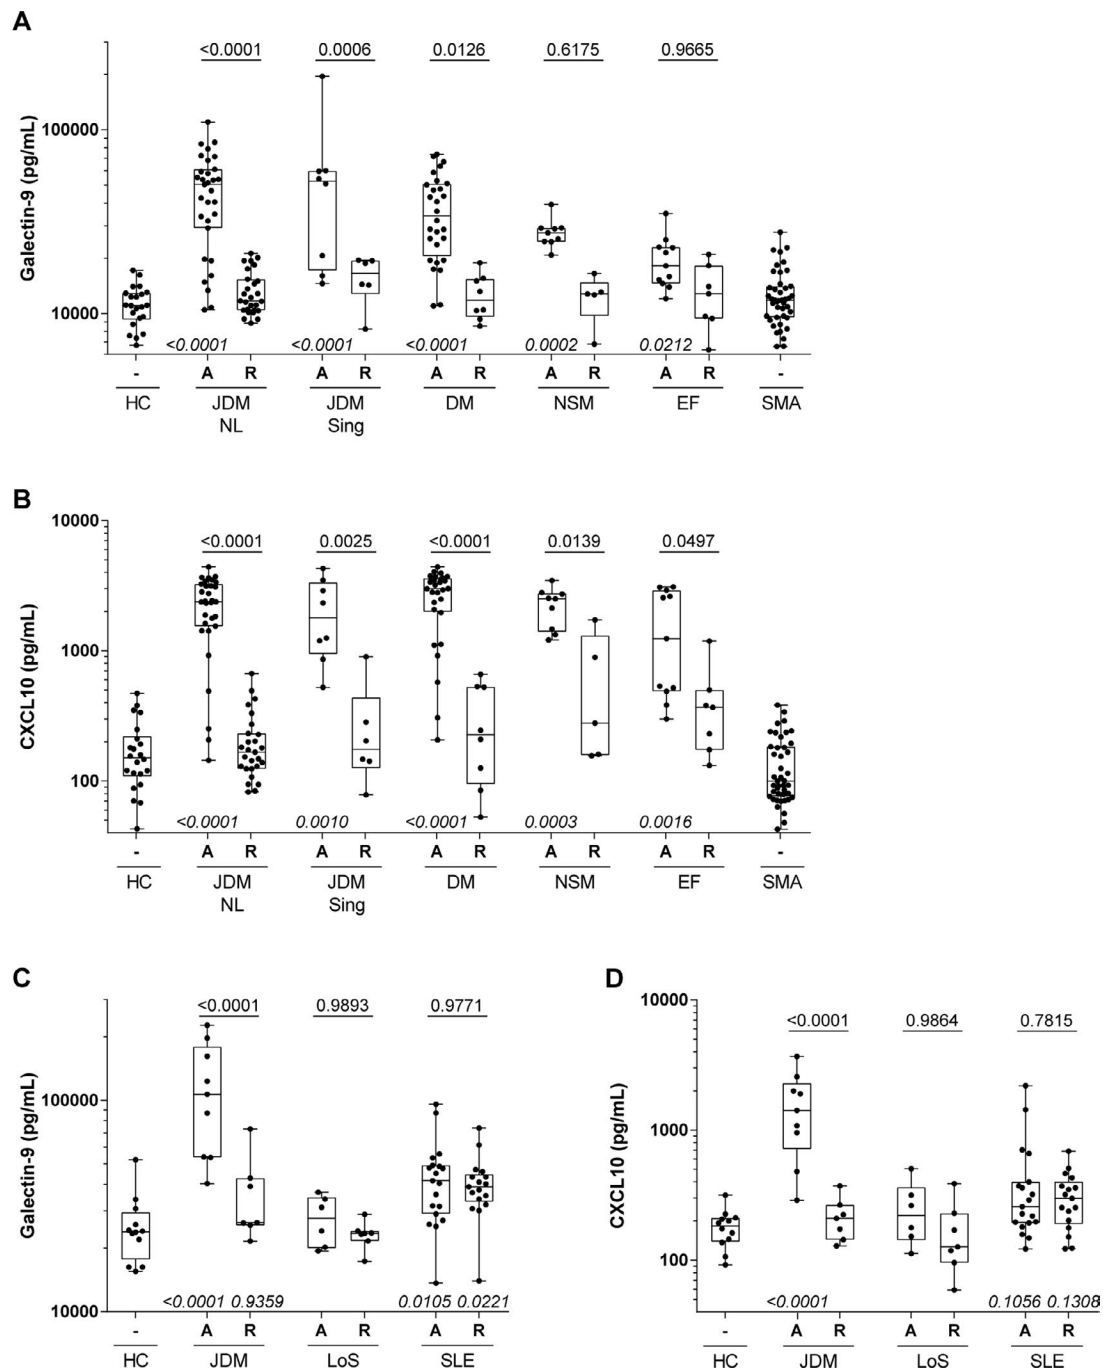 A
<0.0001 0.0006 0.0126 0.6175 0.9665
Galectin-9 (pg/mL)
100000
10000
<0.0001 <0.0001 <0.0001 0.0002 0.0212
- A R A R A R A R A R -
HC JDM JDM DM NSM EF SMA
NL Sing
B
10000
<0.0001 0.0025 <0.0001 0.0139 0.0497
CXCL10 (pg/mL)
1000
100
<0.0001 0.0010 <0.0001 0.0003 0.0016
- A R A R A R A R A R -
HC JDM JDM DM NSM EF SMA
NL Sing
C
<0.0001 0.9893 0.9771
Galectin-9 (pg/mL)
100000
10000
<0.0001 0.9359 0.0105 0.0221
- A R A R A R
HC JDM LoS SLE
D
10000
<0.0001 0.9864 0.7815
CXCL10 (pg/mL)
1000
100
<0.0001 0.1056 0.1308
- A R A R A R
HC JDM LoS SLE